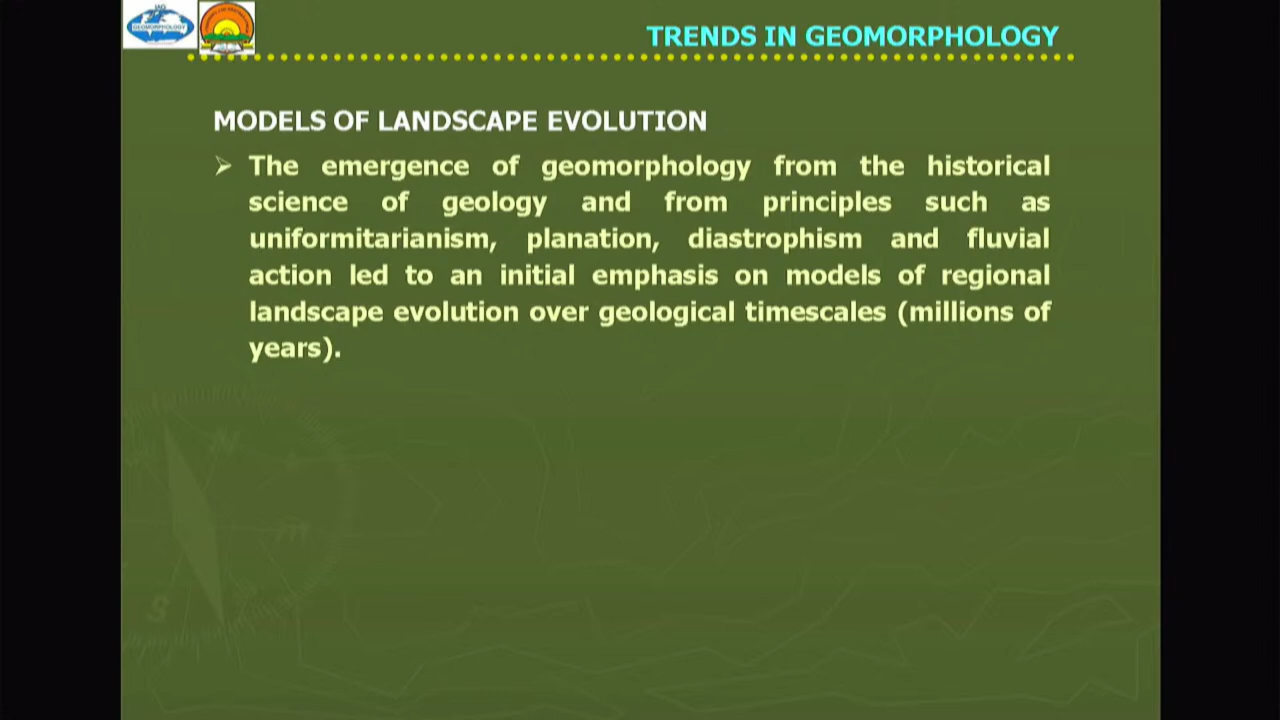 IAG
GEOMORPHOLOGY
TRENDS IN GEOMORPHOLOGY
MODELS OF LANDSCAPE EVOLUTION
➢ The emergence of geomorphology from the historical
science of geology and from principles such as
uniformitarianism, planation, diastrophism and fluvial
action led to an initial emphasis on models of regional
landscape evolution over geological timescales (millions of
years).
N
S